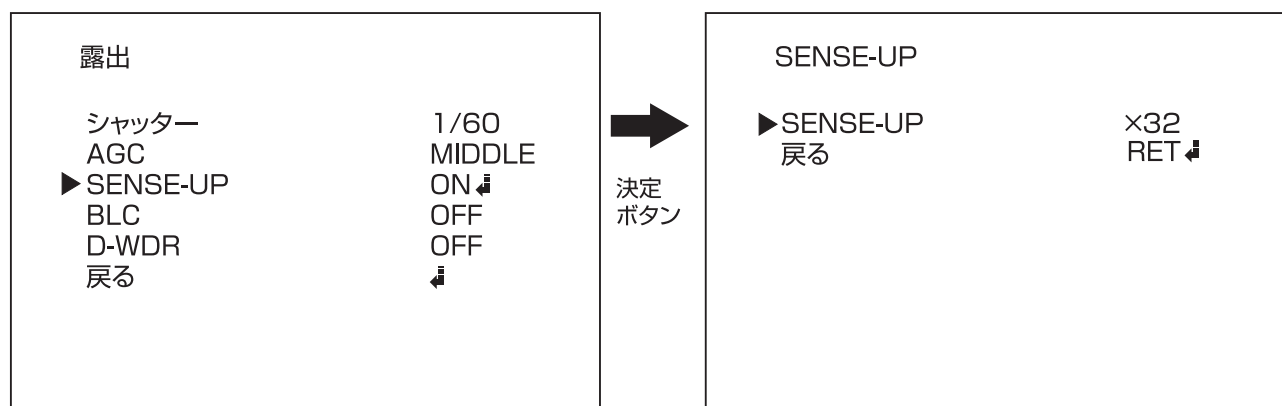 露出
シャッター 1/60
AGC MIDDLE
▶SENSE-UP ON↲
BLC OFF
D-WDR OFF
戻る ↲
決定
ボタン
SENSE-UP
▶SENSE-UP ×32
戻る RET↲